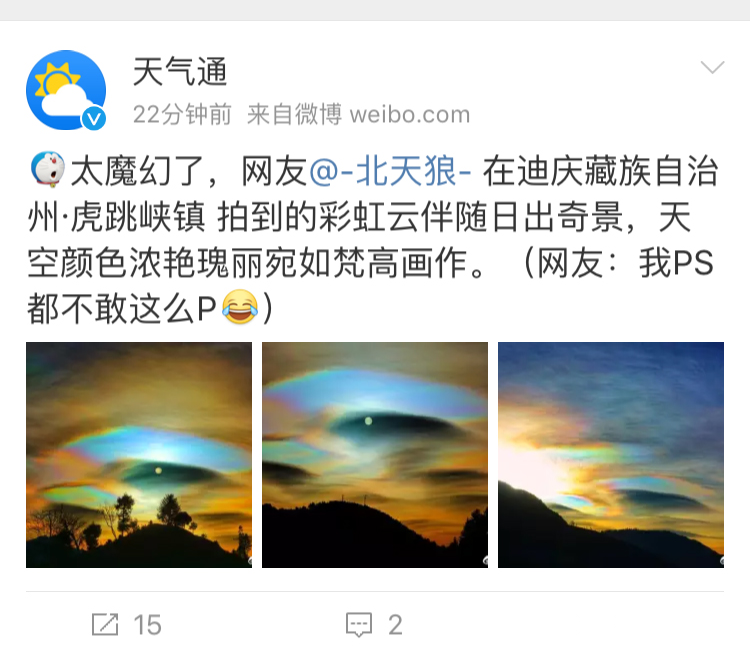 天气通
22分钟前 来自微博 weibo.com
太魔幻了，网友@-北天狼- 在迪庆藏族自治
州·虎跳峡镇 拍到的彩虹云伴随日出奇景，天
空颜色浓艳瑰丽宛如梵高画作。（网友：我PS
都不敢这么P😂）
15
2